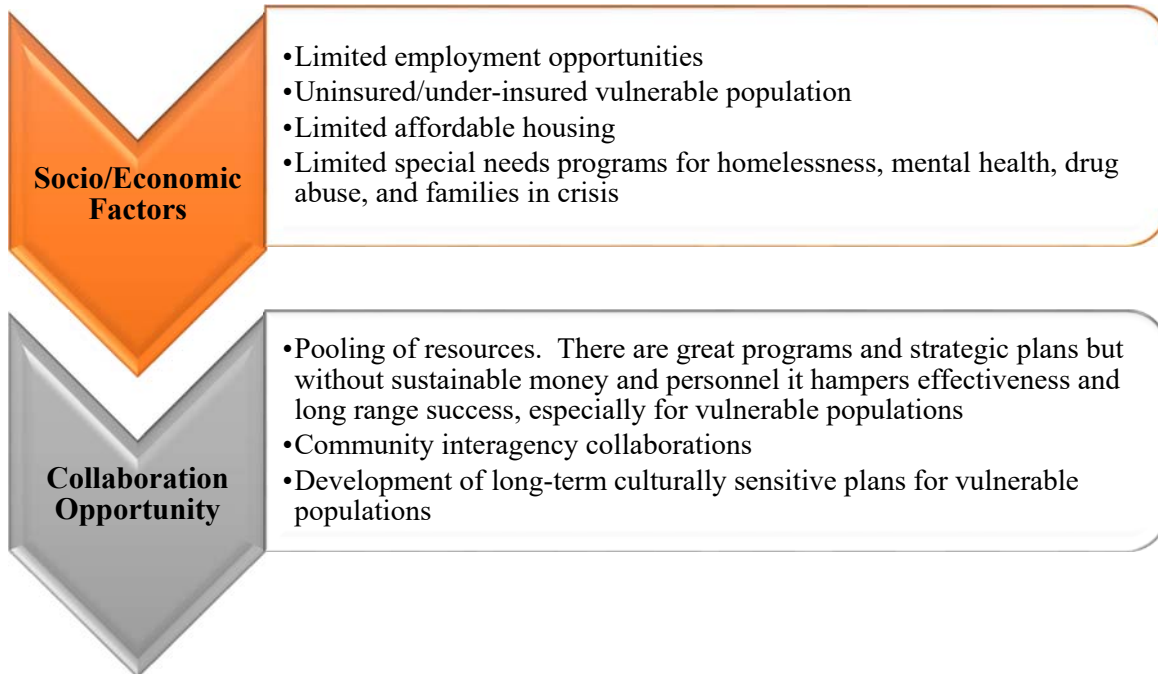 Socio/Economic
Factors
•Limited employment opportunities
•Uninsured/under-insured vulnerable population
•Limited affordable housing
•Limited special needs programs for homelessness, mental health, drug
abuse, and families in crisis
Collaboration
Opportunity
•Pooling of resources.  There are great programs and strategic plans but
without sustainable money and personnel it hampers effectiveness and
long range success, especially for vulnerable populations
•Community interagency collaborations
•Development of long-term culturally sensitive plans for vulnerable
populations